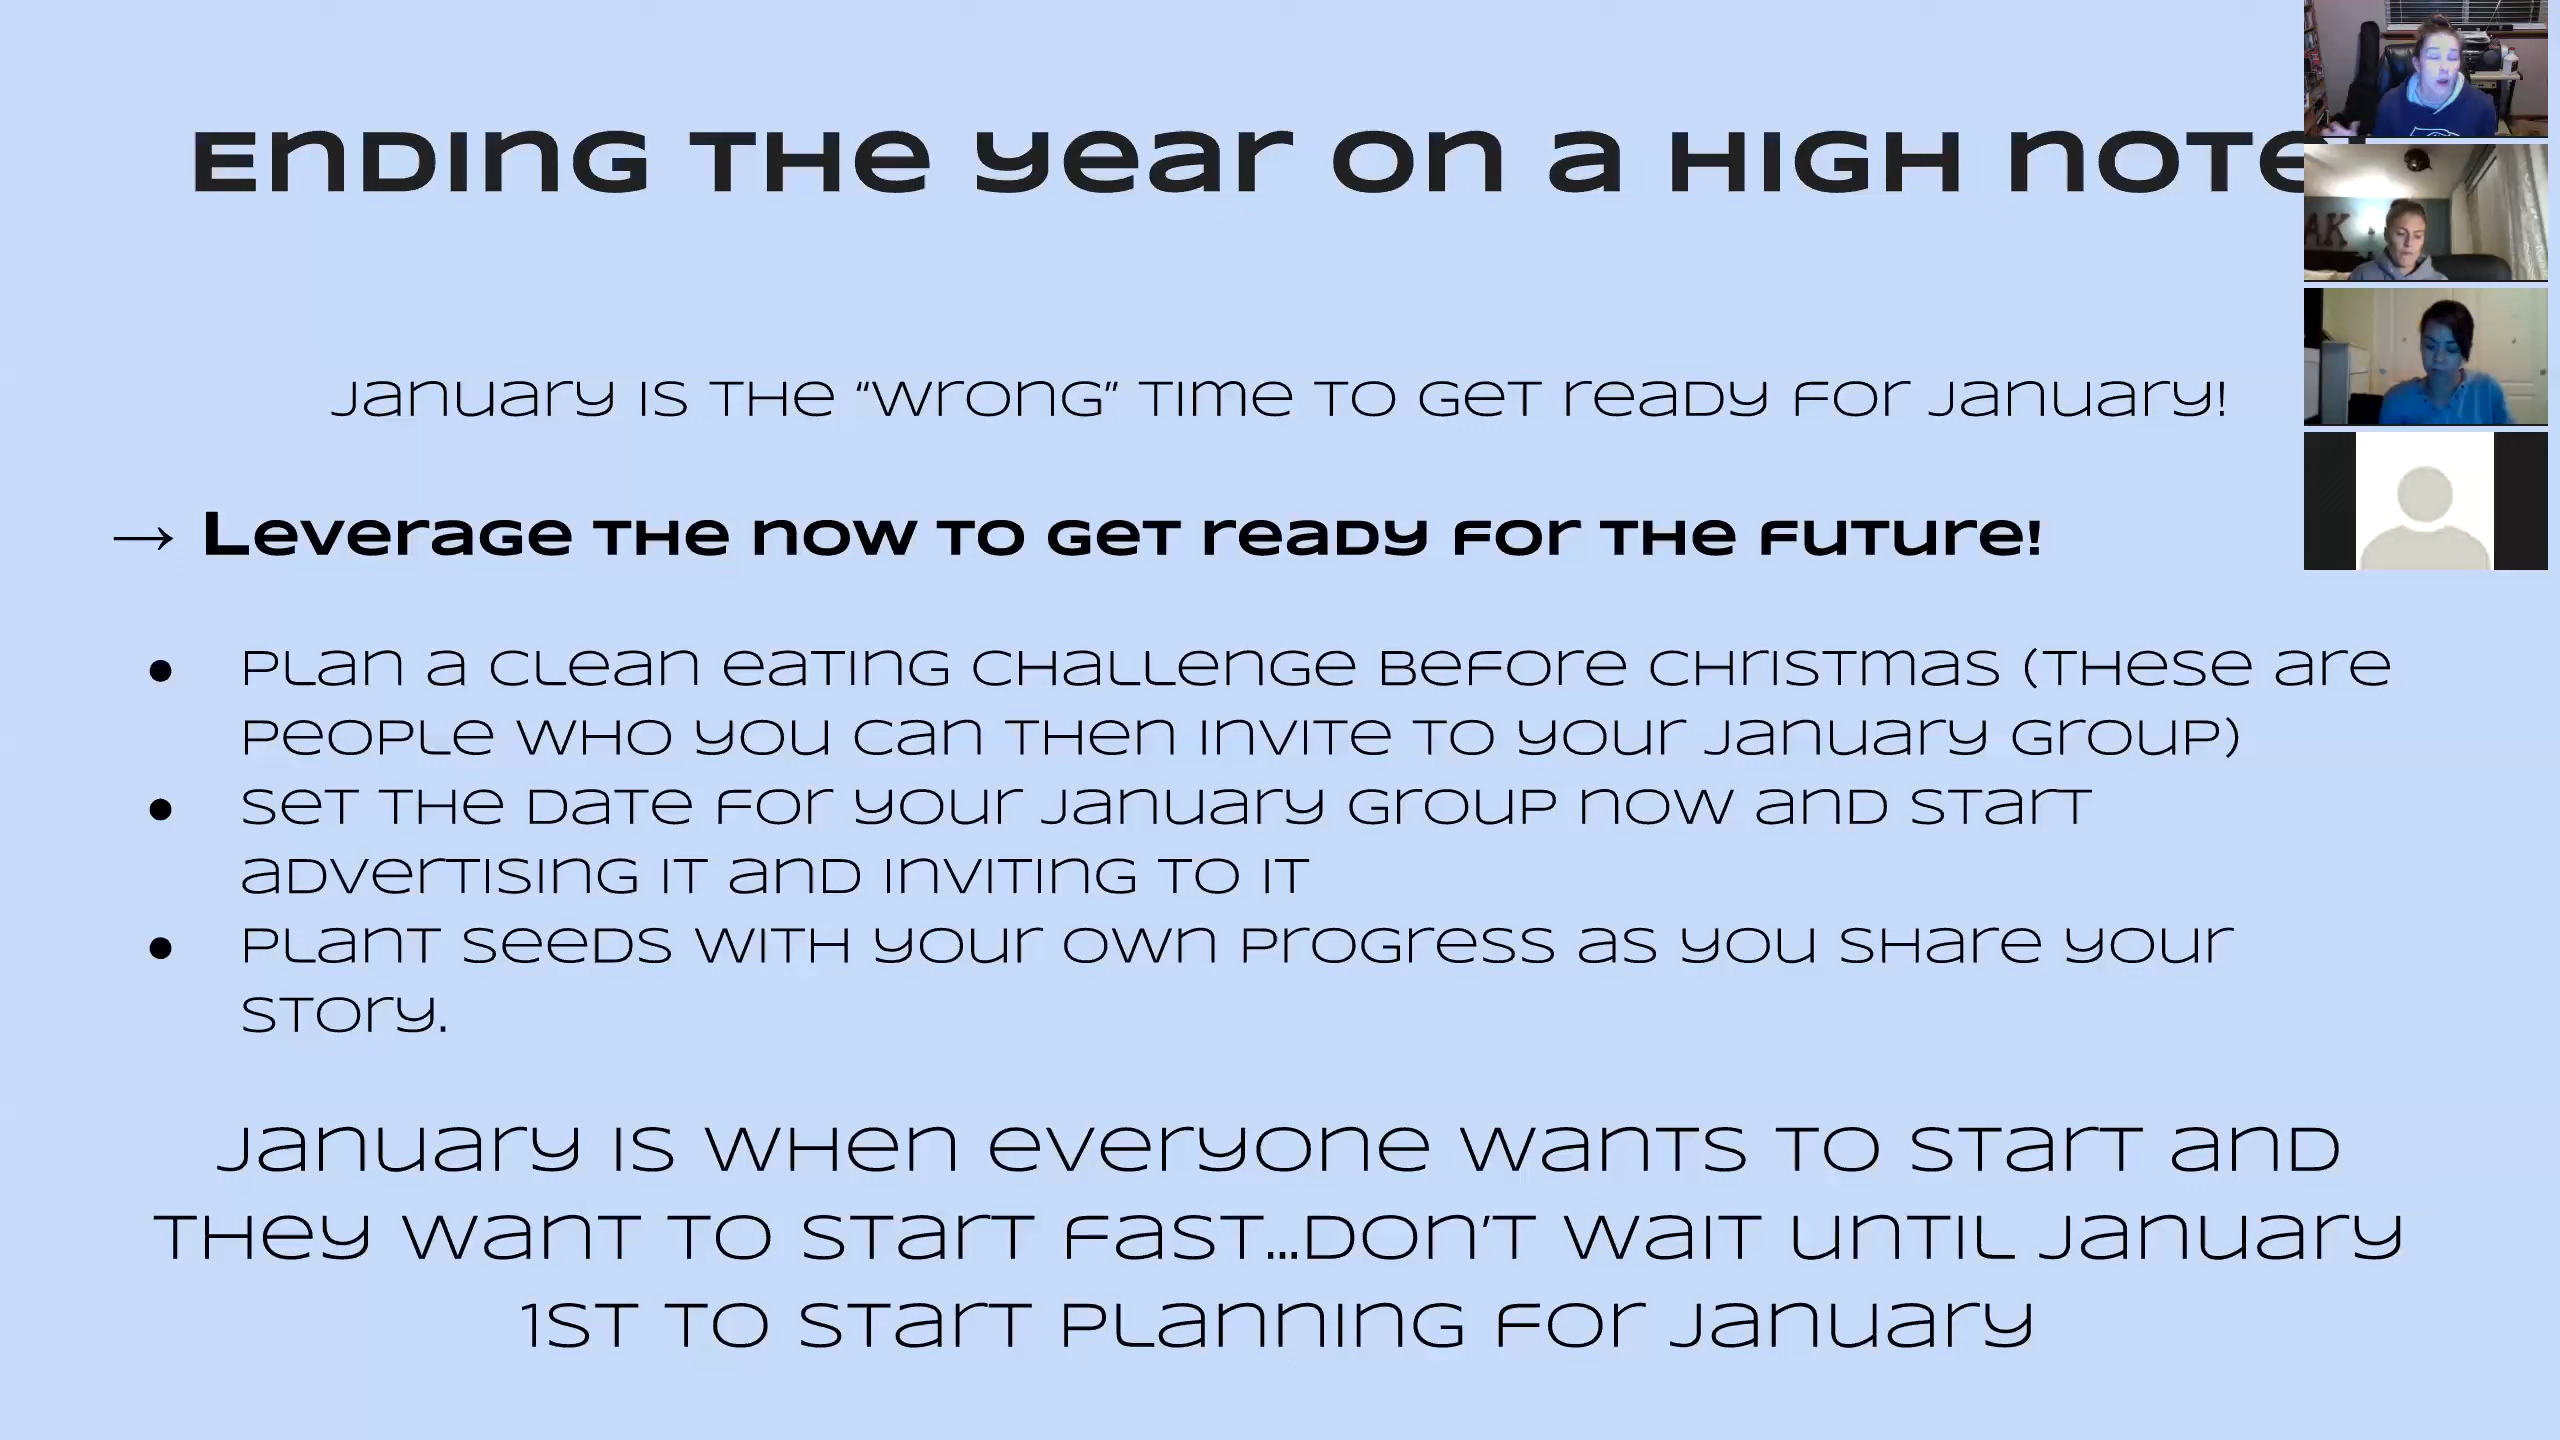 Ending the year on a high note!
January is the “wrong” time to get ready for January!
→ Leverage the now to get ready for the future!
● Plan a clean eating challenge before Christmas (these are
people who you can then invite to your January group)
● Set the date for your January group now and start
advertising it and inviting to it
● Plant seeds with your own progress as you share your
story.
January is when everyone wants to start and
they want to start fast...Don’t wait until January
1st to start planning for January
AK